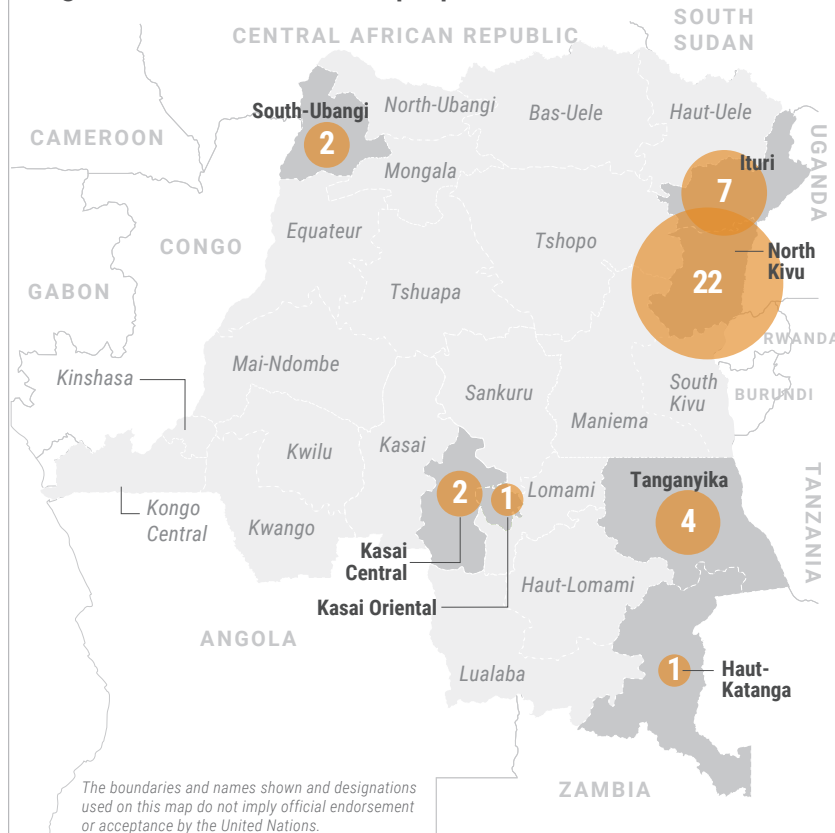 SOUTH
SUDAN
CENTRAL AFRICAN REPUBLIC
South-Ubangi
North-Ubangi
Bas-Uele
Haut-Uele
CAMEROON
2
UGANDA
Ituri
Mongala
7
Equateur
CONGO
Tshopo
North
Kivu
22
GABON
Tshuapa
RWANDA
Mai-Ndombe
Kinshasa
Sankuru
South
Kivu
BURUNDI
Maniema
Kasai
Kwilu
TANZANIA
Tanganyika
2
1
Lomami
Kongo
Central
4
Kwango
Kasai
Central
Haut-Lomami
Kasai Oriental
ANGOLA
Lualaba
1
Haut-
Katanga
ZAMBIA
The boundaries and names shown and designations
used on this map do not imply official endorsement
or acceptance by the United Nations.